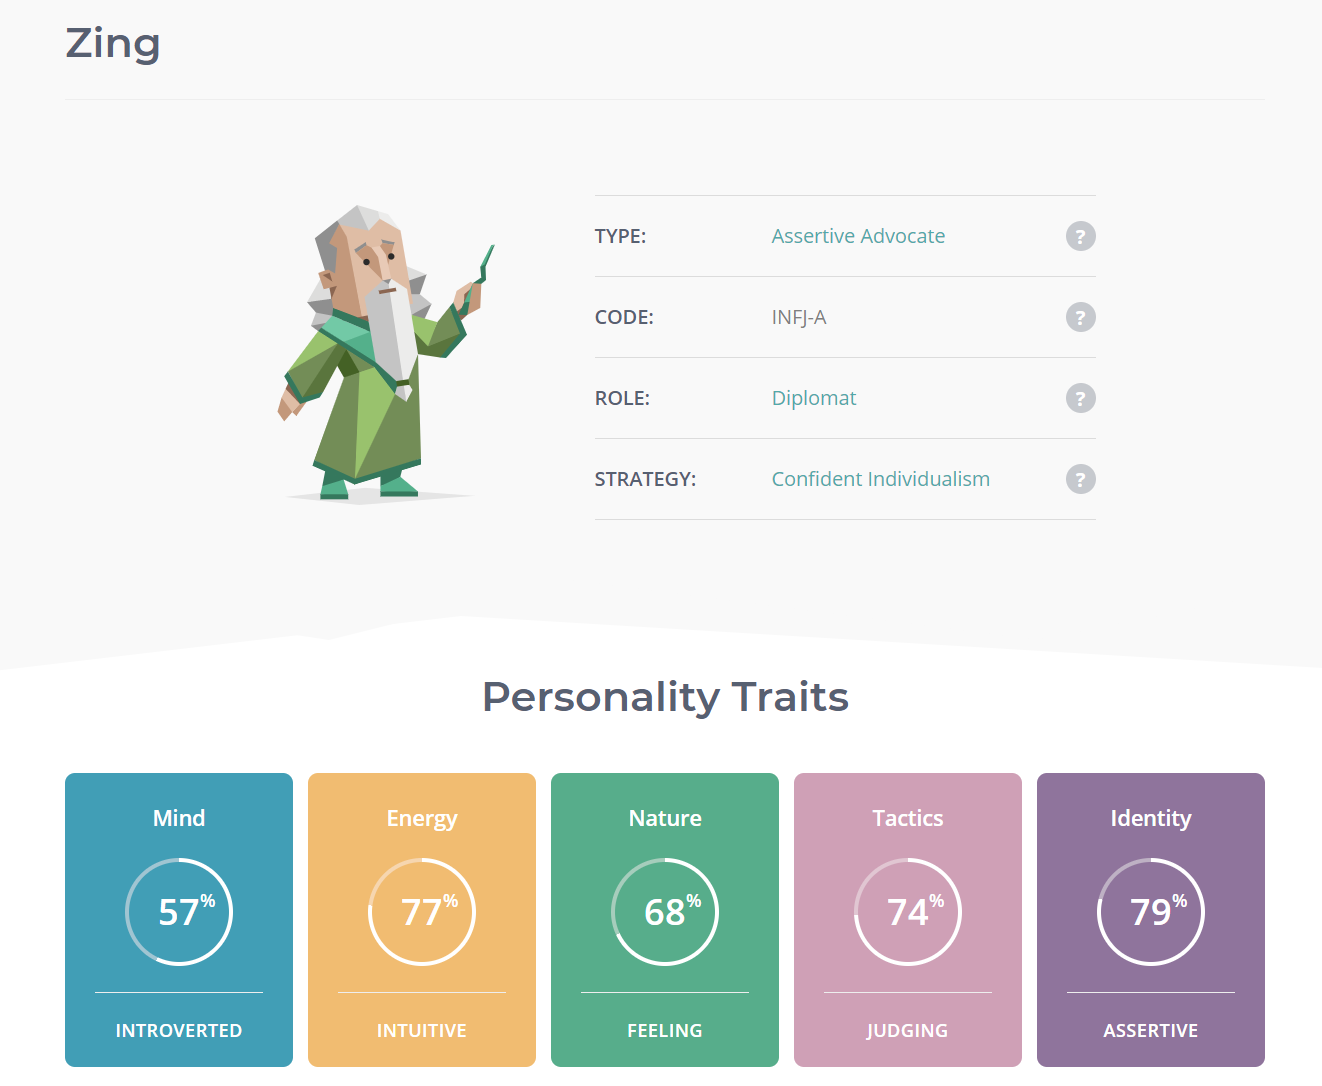 Zing
TYPE: Assertive Advocate ?
CODE: INFJ-A ?
ROLE: Diplomat ?
STRATEGY: Confident Individualism ?
Personality Traits
Mind Energy Nature Tactics Identity
57% 77% 68% 74% 79%
INTROVERTED INTUITIVE FEELING JUDGING ASSERTIVE